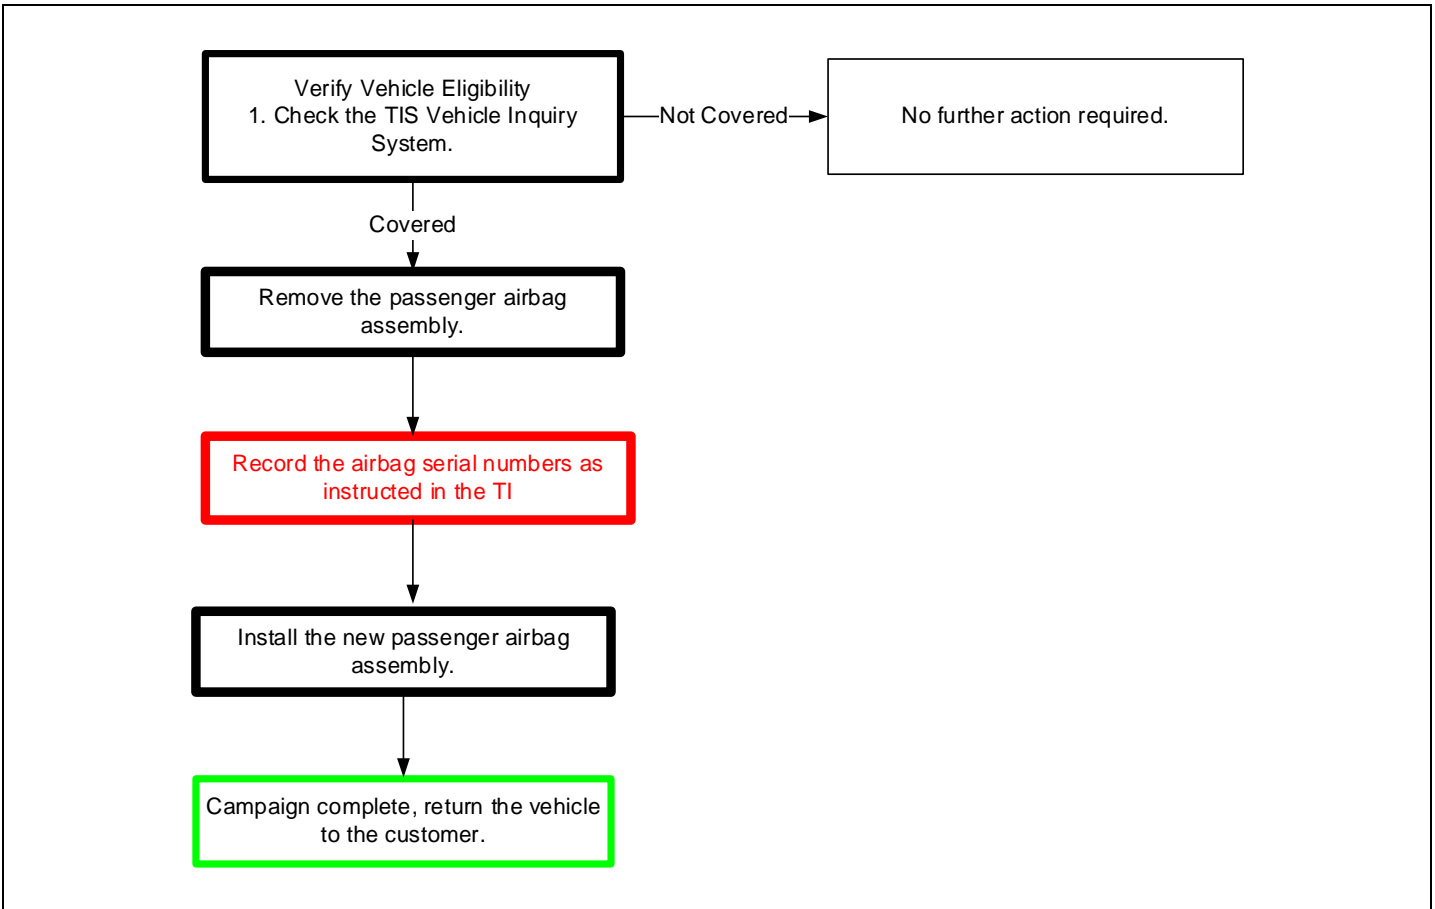 Verify Vehicle Eligibility
1. Check the TIS Vehicle Inquiry
System.
Not Covered
No further action required.
Covered
Remove the passenger airbag
assembly.
Record the airbag serial numbers as
instructed in the TI
Install the new passenger airbag
assembly.
Campaign complete, return the vehicle
to the customer.